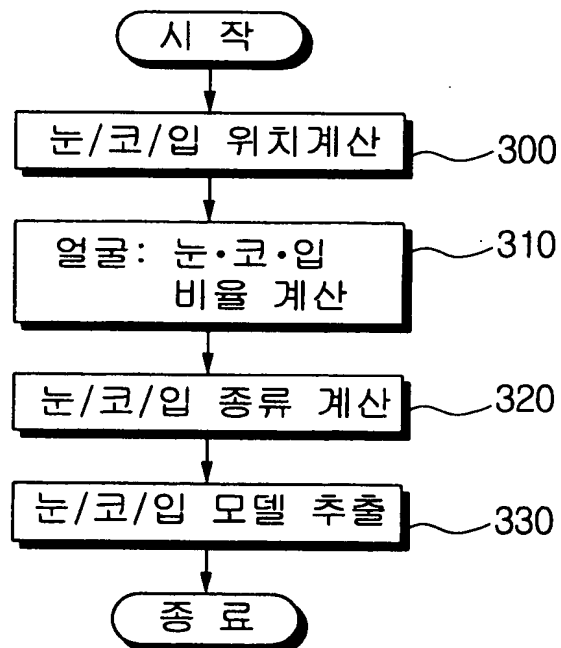 시 작
눈/코/입 위치계산
300
얼굴: 눈·코·입
비율 계산
310
눈/코/입 종류 계산
320
눈/코/입 모델 추출
330
종 료